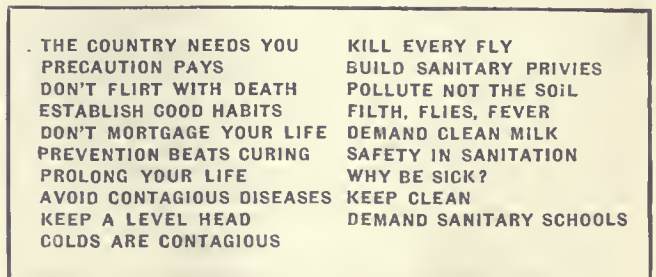 THE COUNTRY NEEDS YOU
PRECAUTION PAYS
DON'T FLIRT WITH DEATH
ESTABLISH GOOD HABITS
DON'T MORTGAGE YOUR LIFE
PREVENTION BEATS CURING
PROLONG YOUR LIFE
AVOID CONTAGIOUS DISEASES
KEEP A LEVEL HEAD
COLDS ARE CONTAGIOUS
KILL EVERY FLY
BUILD SANITARY PRIVIES
POLLUTE NOT THE SOIL
FILTH, FLIES, FEVER
DEMAND CLEAN MILK
SAFETY IN SANITATION
WHY BE SICK?
KEEP CLEAN
DEMAND SANITARY SCHOOLS